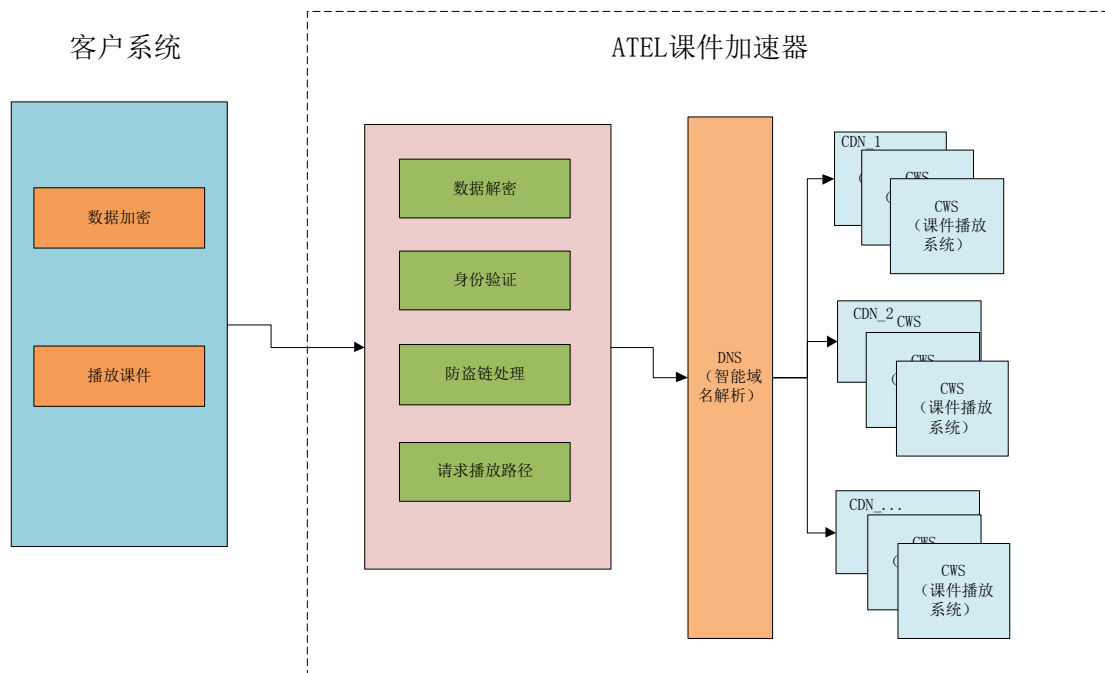 客户系统
ATEL课件加速器
数据加密
播放课件
数据解密
身份验证
防盗链处理
请求播放路径
DNS
（智能域
名解析）
CDN_1
CWS
（
CWS
（课件播放
系统）
CDN_2
CWS
CWS
（
CWS
（课件播放
系统）
CDN_...
CWS
（
CWS
（课件播放
系统）